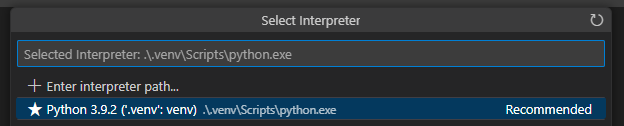 Select Interpreter
Selected Interpreter: .\.venv\Scripts\python.exe
Enter interpreter path...
Python 3.9.2 ('.venv': venv) .\.venv\Scripts\python.exe Recommended